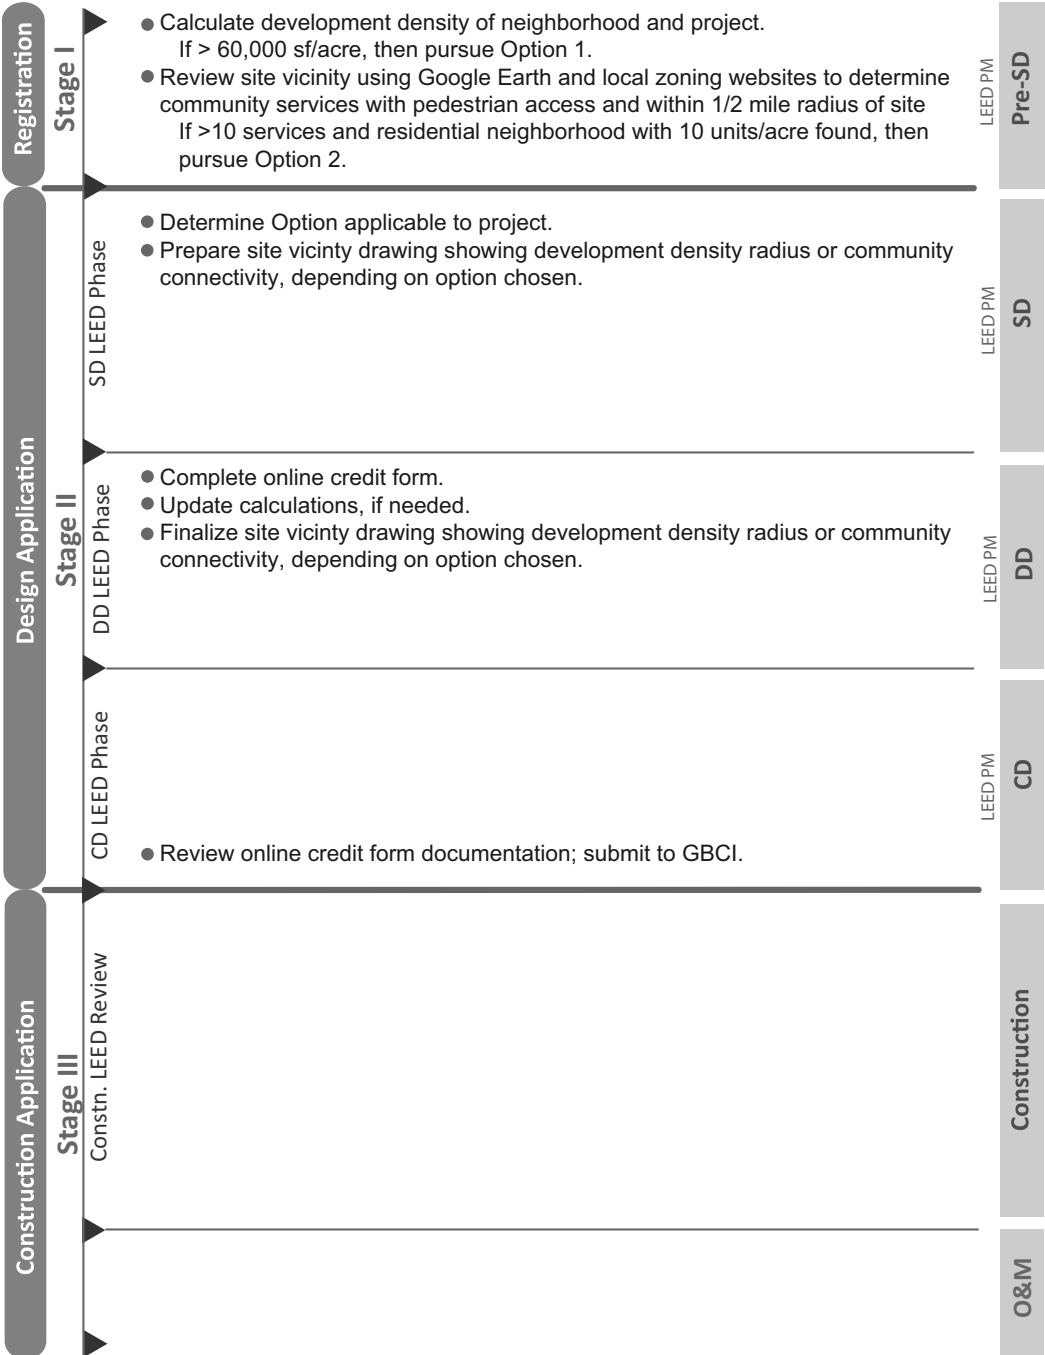 Registration
Stage I
● Calculate development density of neighborhood and project.
If > 60,000 sf/acre, then pursue Option 1.
● Review site vicinity using Google Earth and local zoning websites to determine
community services with pedestrian access and within 1/2 mile radius of site
If >10 services and residential neighborhood with 10 units/acre found, then
pursue Option 2.
LEED PM
Pre-SD
Design Application
Stage II
SD LEED Phase
● Determine Option applicable to project.
● Prepare site vicinty drawing showing development density radius or community
connectivity, depending on option chosen.
LEED PM
SD
DD LEED Phase
● Complete online credit form.
● Update calculations, if needed.
● Finalize site vicinty drawing showing development density radius or community
connectivity, depending on option chosen.
LEED PM
DD
CD LEED Phase
● Review online credit form documentation; submit to GBCI.
LEED PM
CD
Construction Application
Stage III
Constn. LEED Review
Construction
O&M